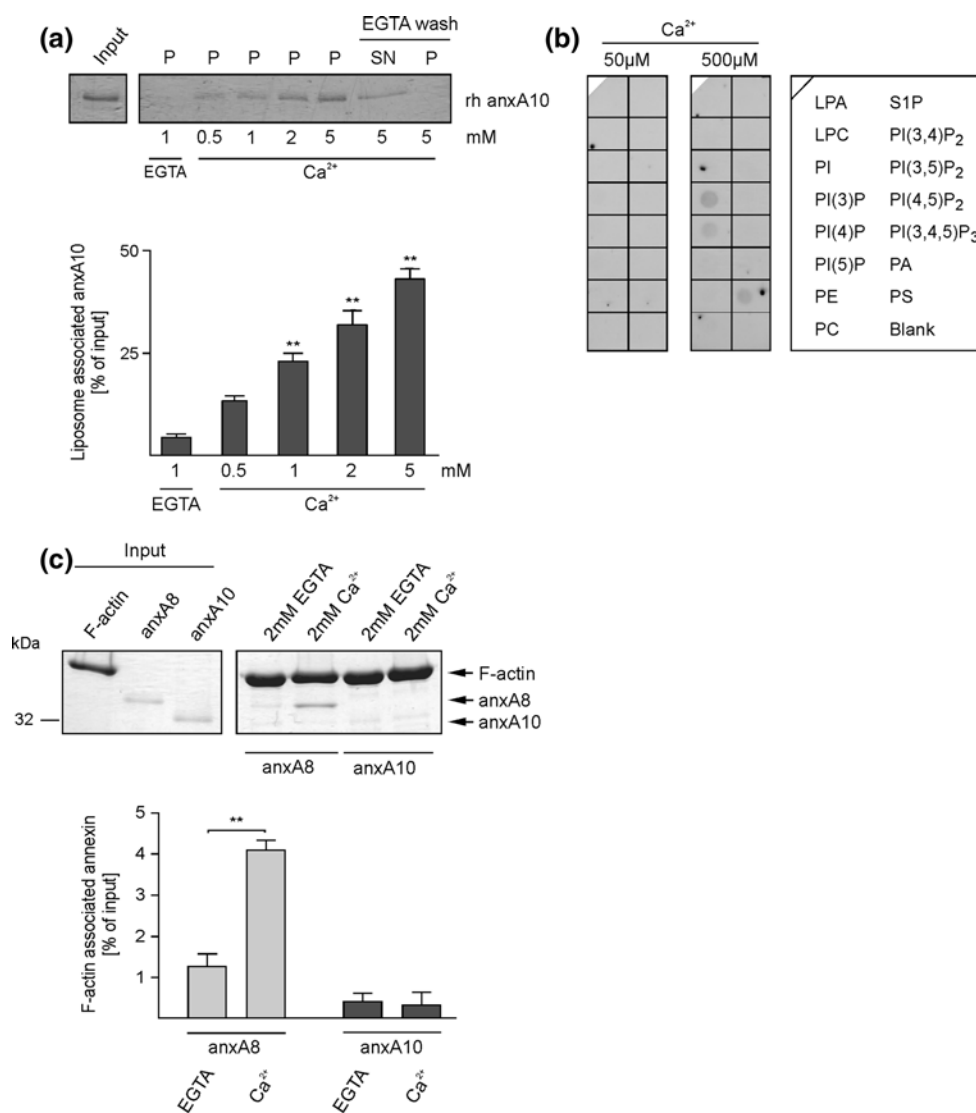 (a)
EGTA wash
Input P P P P P SN P
rh anxA10
1 0.5 1 2 5 5 5 mM
EGTA Ca²⁺
Liposome associated anxA10
[% of input]
50
25
** ** **
1 0.5 1 2 5 mM
EGTA Ca²⁺
(b)
Ca²⁺
50µM 500µM
LPA S1P
LPC PI(3,4)P₂
PI PI(3,5)P₂
PI(3)P PI(4,5)P₂
PI(4)P PI(3,4,5)P₃
PI(5)P PA
PE PS
PC Blank
(c)
Input
F-actin anxA8 anxA10 2mM EGTA 2mM Ca²⁺ 2mM EGTA 2mM Ca²⁺
kDa
32
F-actin
anxA8
anxA10
anxA8 anxA10
F-actin associated annexin
[% of input]
5
4
3
2
1
**
anxA8 anxA10
EGTA Ca²⁺ EGTA Ca²⁺